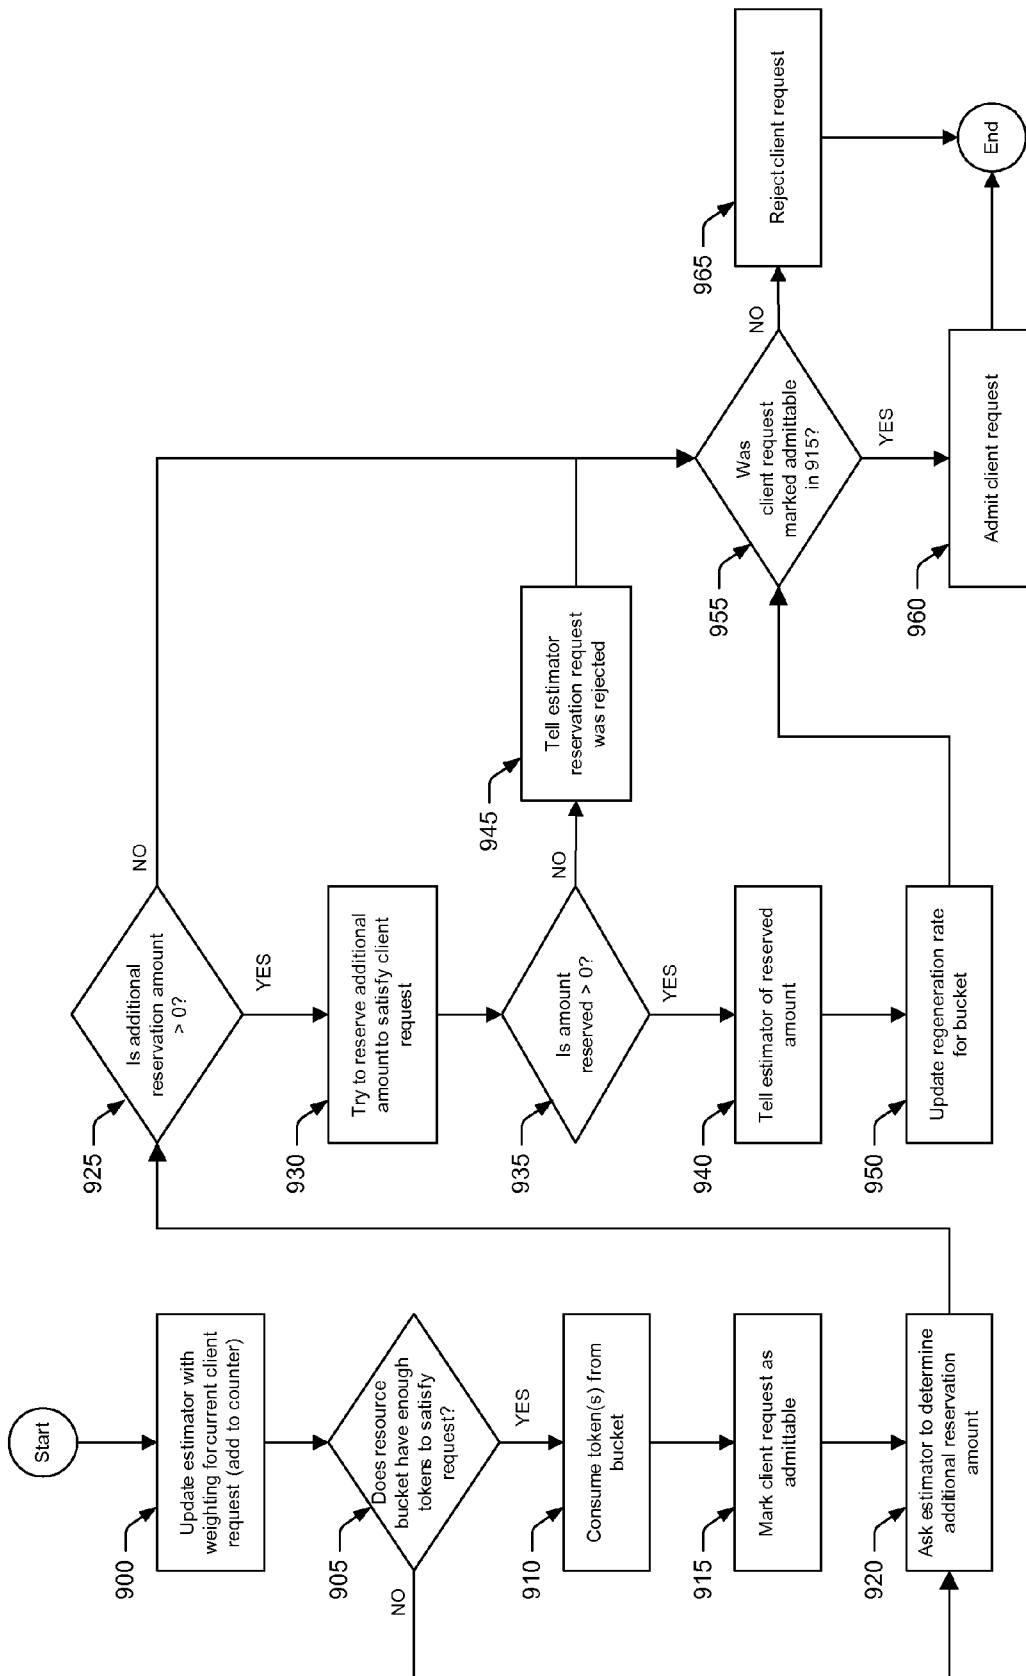 Start
900
Update estimator with
weighting for current client
request (add to counter)
905
Does resource
bucket have enough
tokens to satisfy
request?
NO
YES
910
Consume token(s) from
bucket
915
Mark client request as
admittable
920
Ask estimator to determine
additional reservation
amount
925
Is additional
reservation amount
> 0?
NO
YES
930
Try to reserve additional
amount to satisfy client
request
935
Is amount
reserved > 0?
NO
YES
945
Tell estimator
reservation request
was rejected
940
Tell estimator of reserved
amount
950
Update regeneration rate
for bucket
955
Was
client request
marked admittable
in 915?
NO
YES
965
Reject client request
960
Admit client request
End